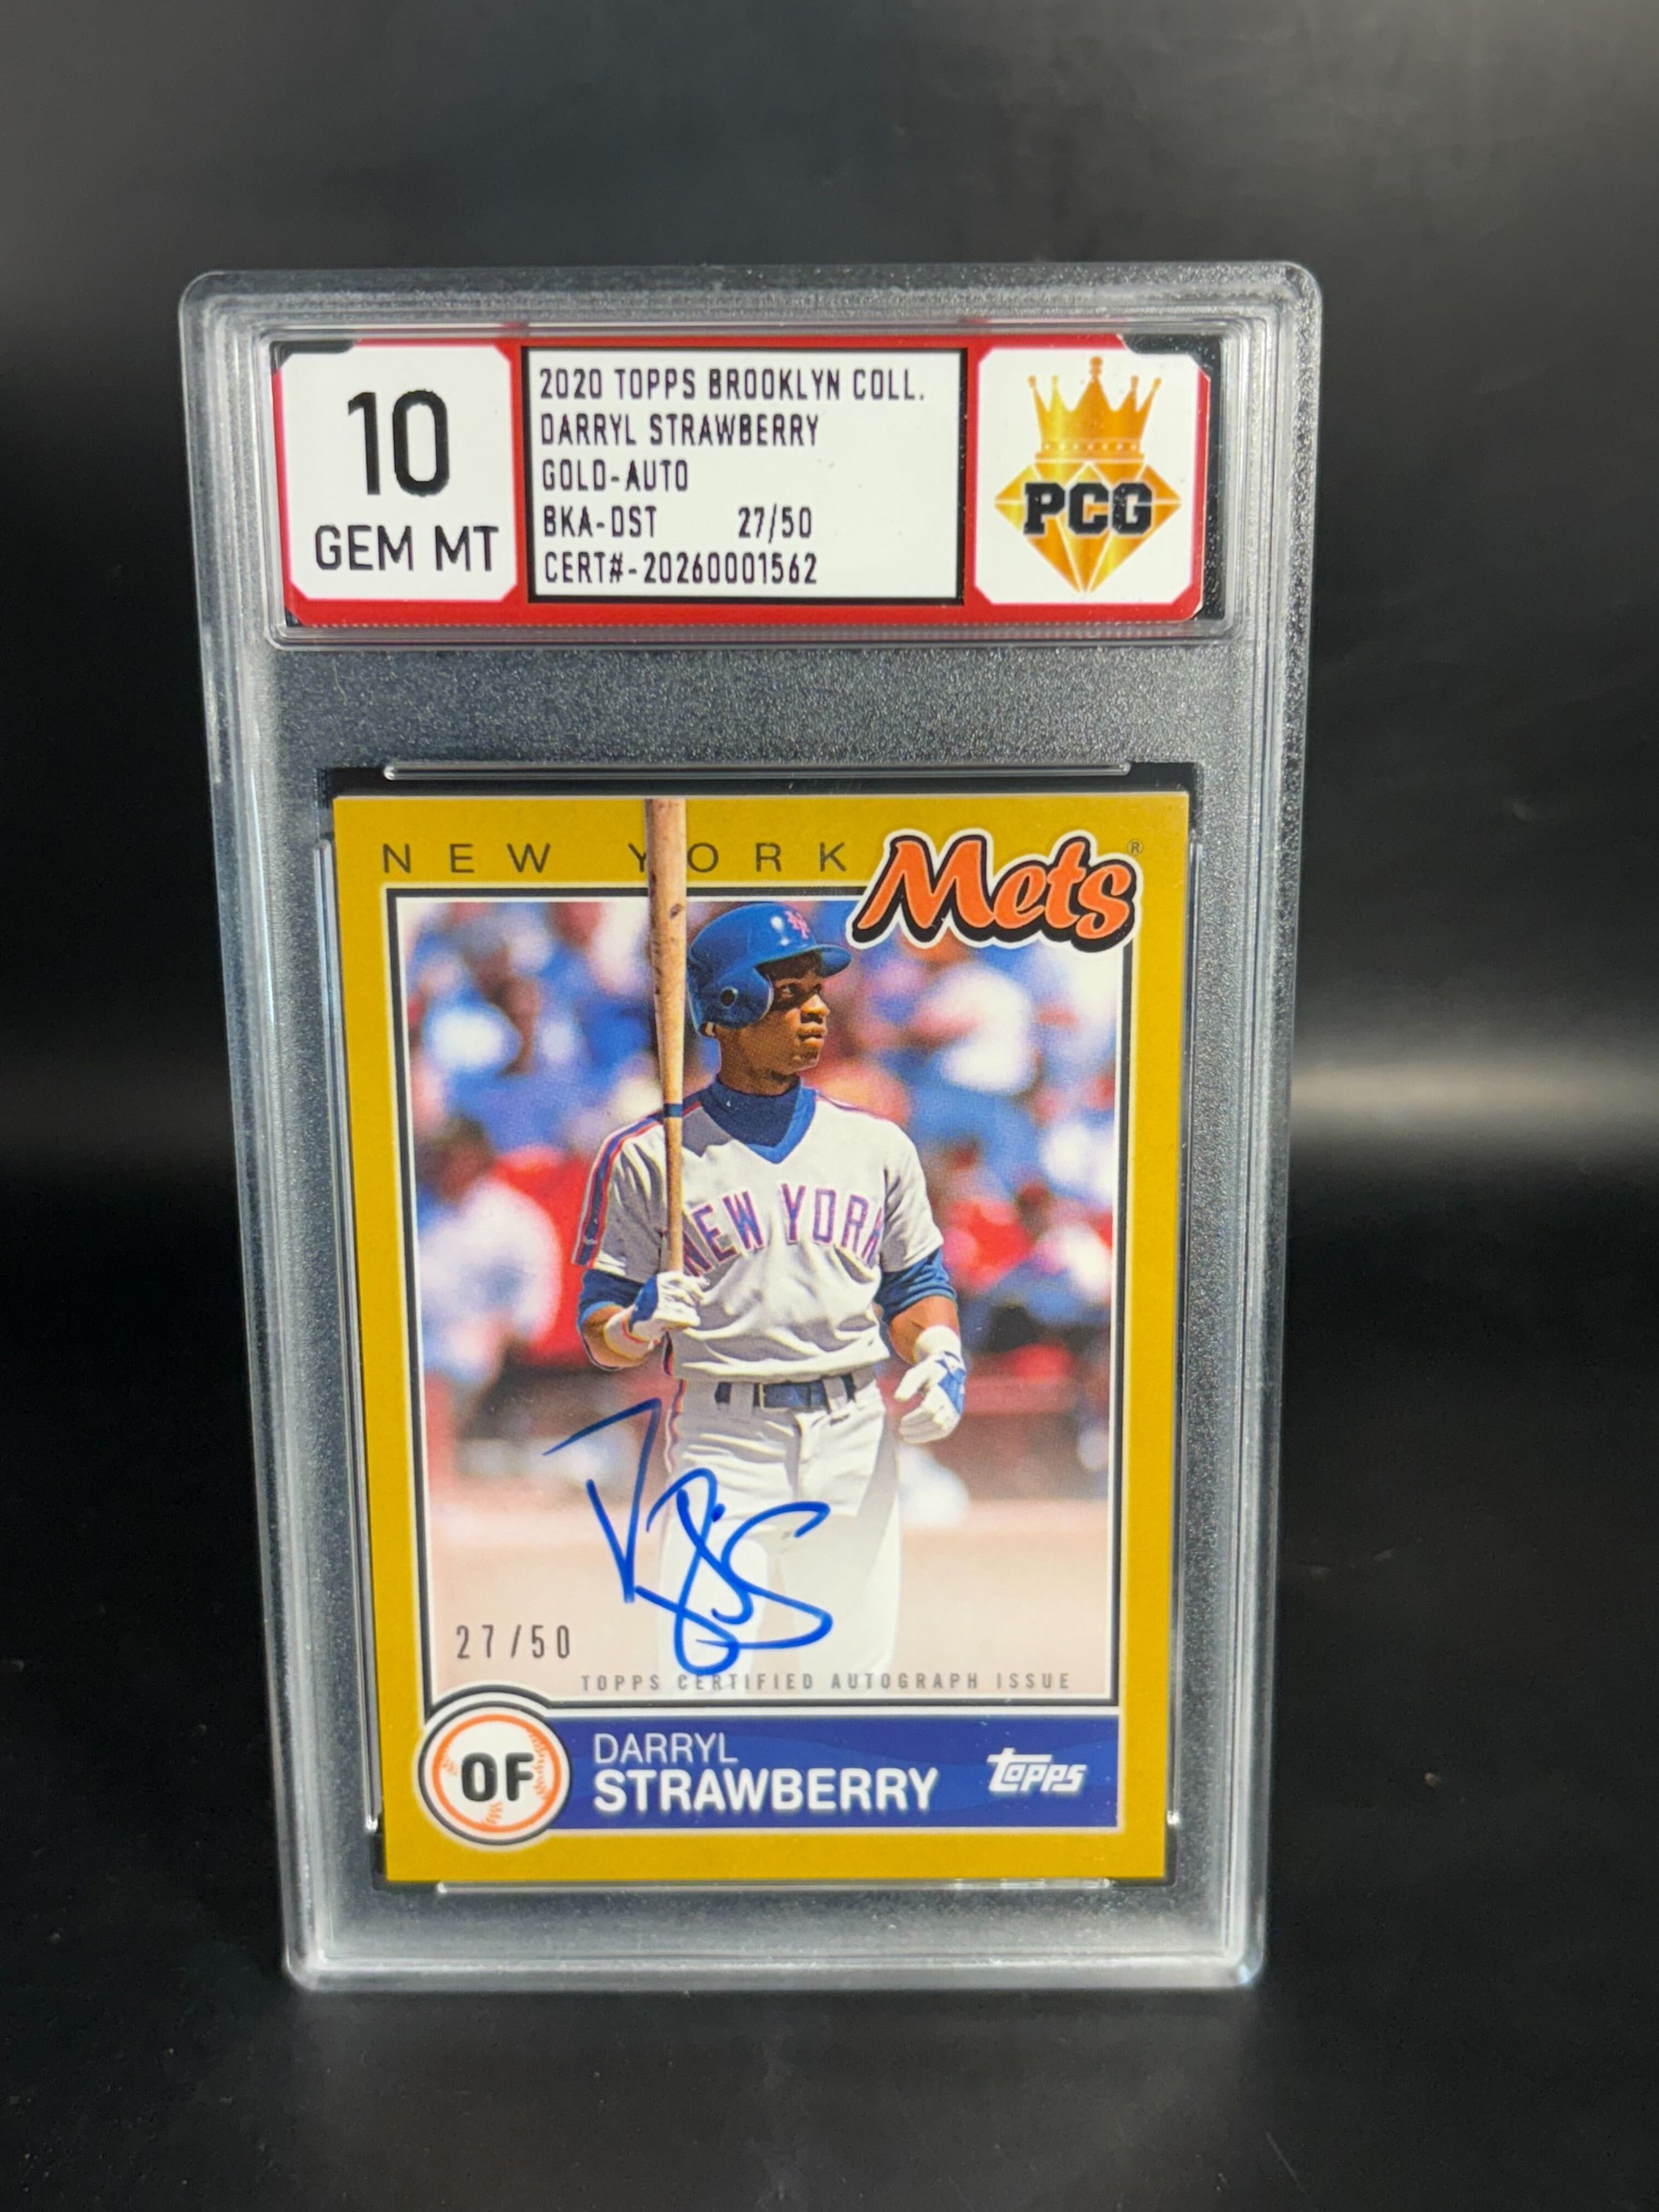 10
GEM MT
2020 TOPPS BROOKLYN COLL.
DARRYL STRAWBERRY
GOLD-AUTO
BKA-DST 27/50
CERT#-20260001562
PCG
NEW YORK Mets®
NY
NEW YORK
27/50
TOPPS CERTIFIED AUTOGRAPH ISSUE
OF
DARRYL
STRAWBERRY
topps